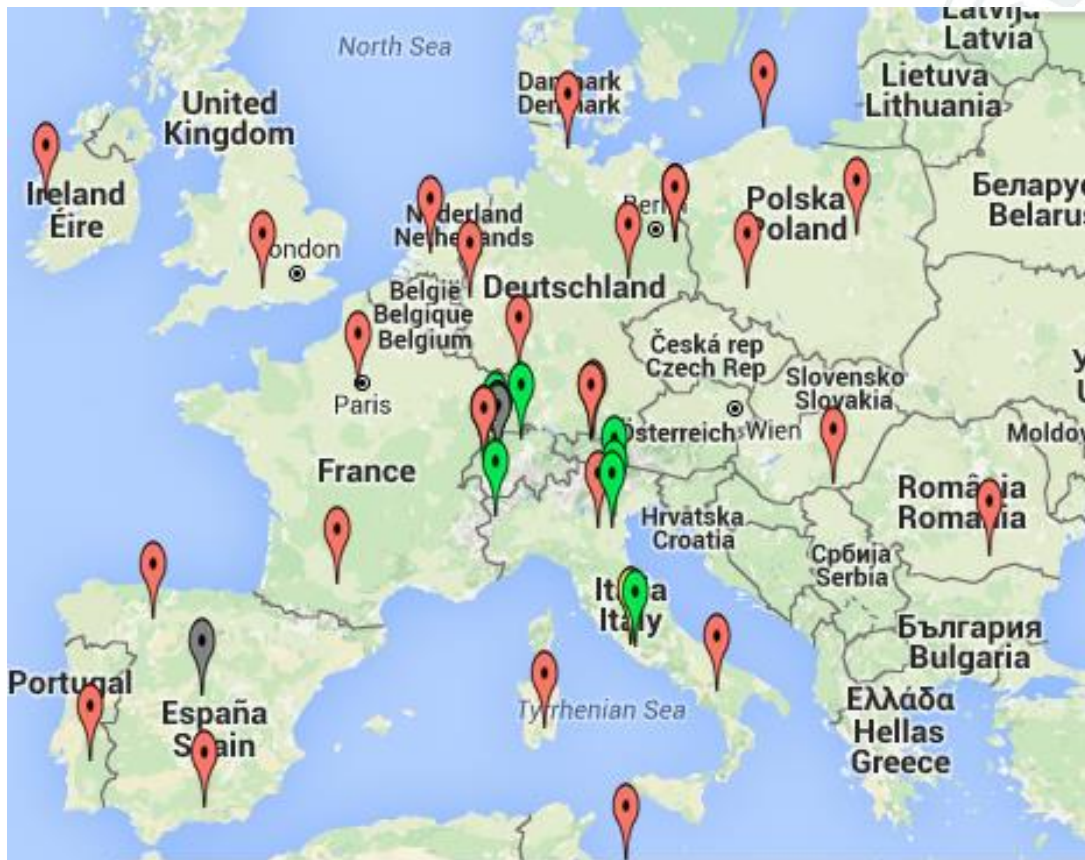 Latvija
Latvia
North Sea
Danmark
Denmark
Lietuva
Lithuania
United
Kingdom
Беларусь
Belarus
Ireland
Éire
Polska
Poland
Berlin
Nederland
Netherlands
London
België
Belgique
Belgium
Deutschland
Česká rep
Czech Rep
Slovensko
Slovakia
Paris
Österreich
Wien
Moldov
France
România
Romania
Hrvatska
Croatia
Србија
Serbia
Italia
Italy
България
Bulgaria
Portugal
España
Spain
Tyrrhenian Sea
Ελλάδα
Hellas
Greece